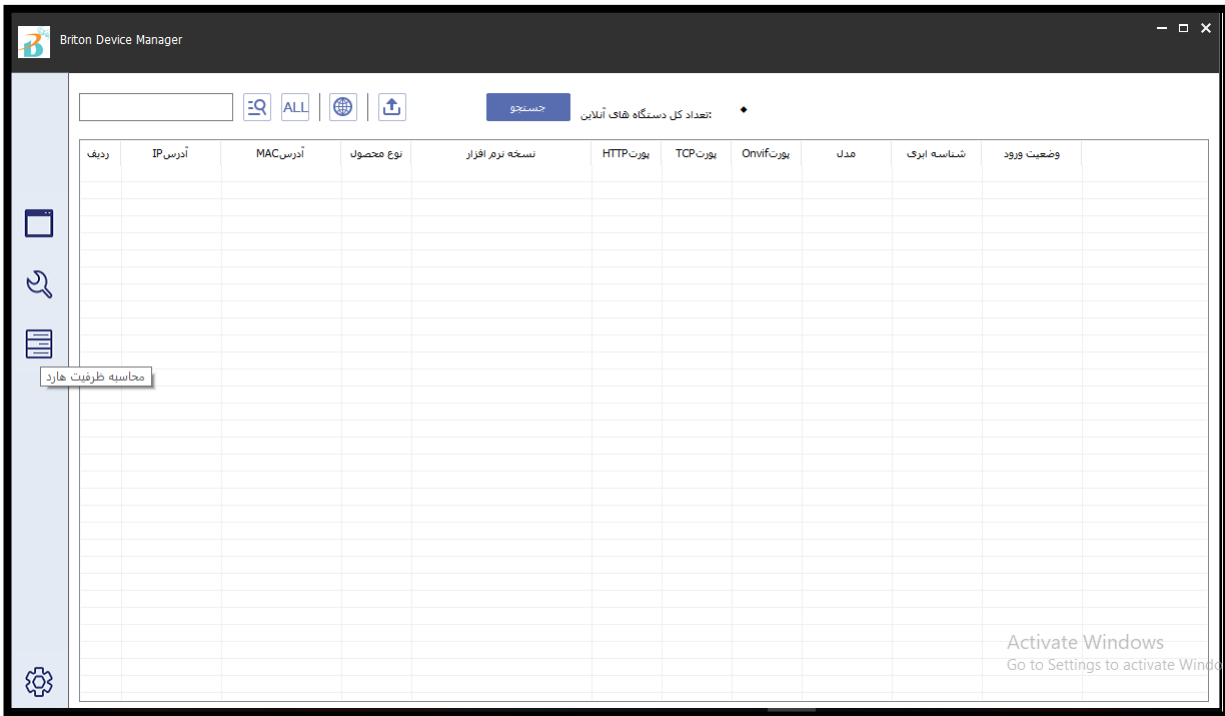 Briton Device Manager
ALL
جستجو
تعداد کل دستگاه های آنلاین:
0
ردیف
آدرسIP
آدرسMAC
نوع محصول
نسخه نرم افزار
پورتHTTP
پورتTCP
پورتOnvif
مدل
شناسه ابری
وضعیت ورود
محاسبه ظرفیت هارد
Activate Windows
Go to Settings to activate Windo